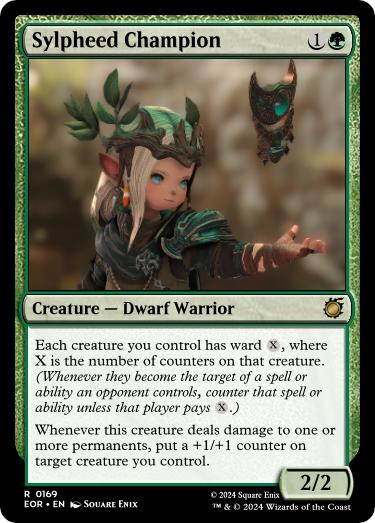 Sylpheed Champion 1
Creature — Dwarf Warrior
Each creature you control has ward X, where
X is the number of counters on that creature.
(Whenever they become the target of a spell or
ability an opponent controls, counter that spell or
ability unless that player pays X.)
Whenever this creature deals damage to one or
more permanents, put a +1/+1 counter on
target creature you control.
2/2
R 0169
EOR • EN Square Enix
© 2024 Square Enix
™ & © 2024 Wizards of the Coast